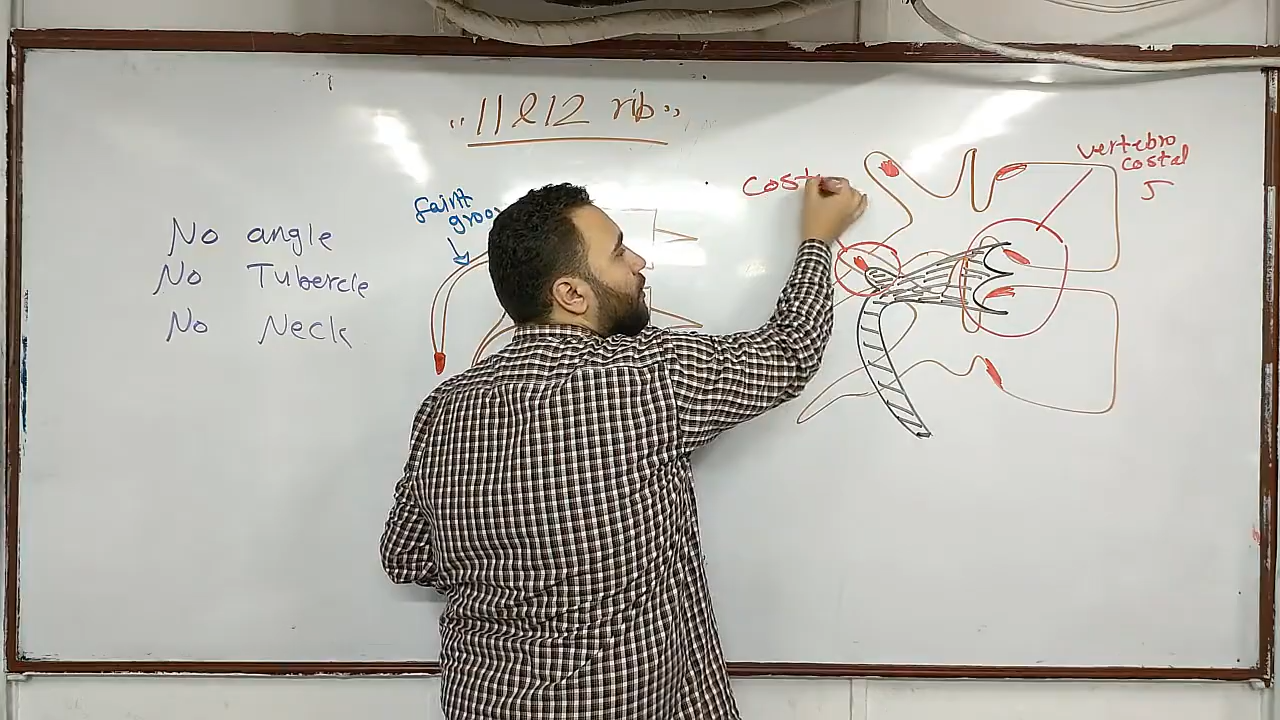 "11 & 12 rib"
No angle
No Tubercle
No Neck
faint
groo
Cost
vertebro
costal
J